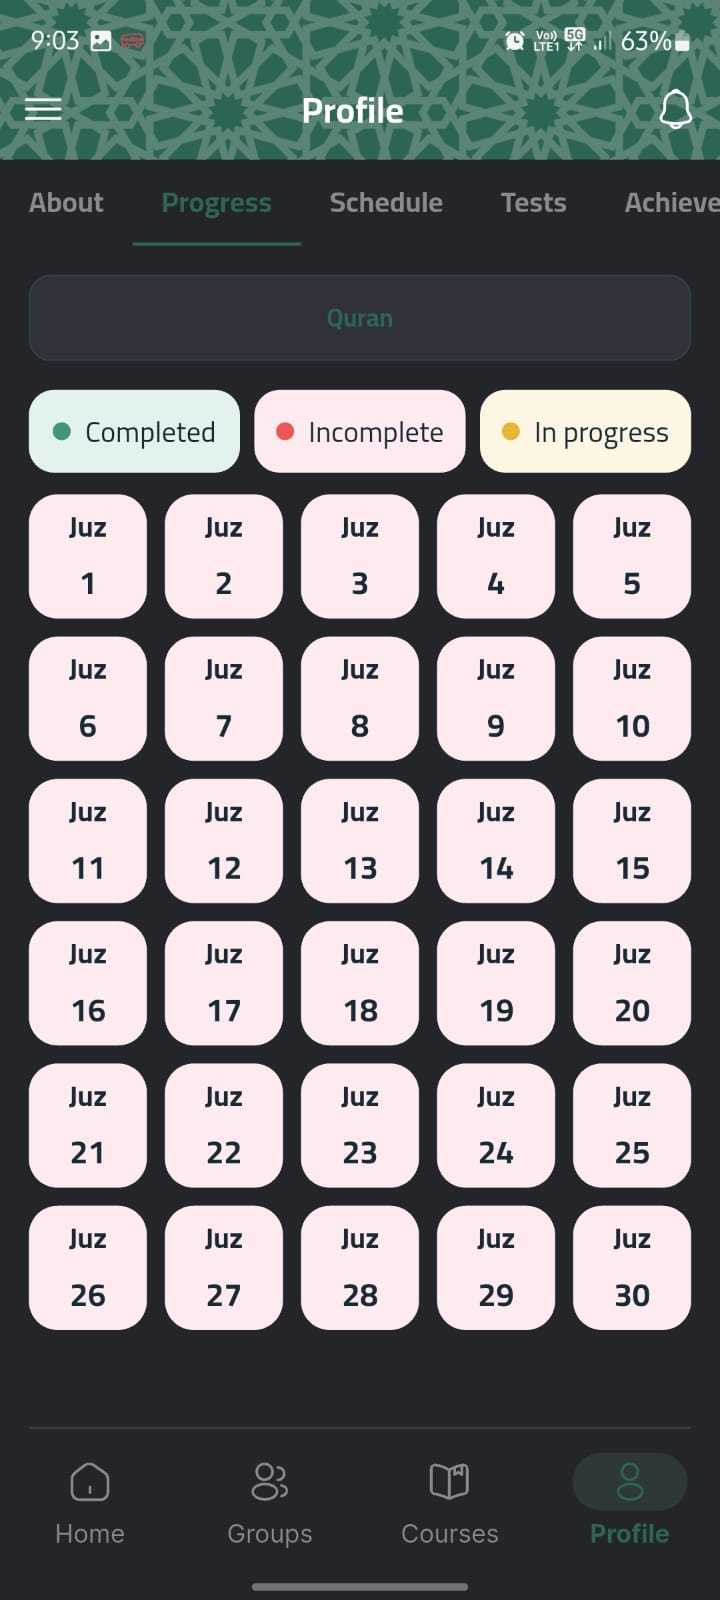 9:03 Vo)) LTE1 5G 63%
Profile
About Progress Schedule Tests Achieve
Quran
Completed Incomplete In progress
Juz Juz Juz Juz Juz
1 2 3 4 5
Juz Juz Juz Juz Juz
6 7 8 9 10
Juz Juz Juz Juz Juz
11 12 13 14 15
Juz Juz Juz Juz Juz
16 17 18 19 20
Juz Juz Juz Juz Juz
21 22 23 24 25
Juz Juz Juz Juz Juz
26 27 28 29 30
Home Groups Courses Profile